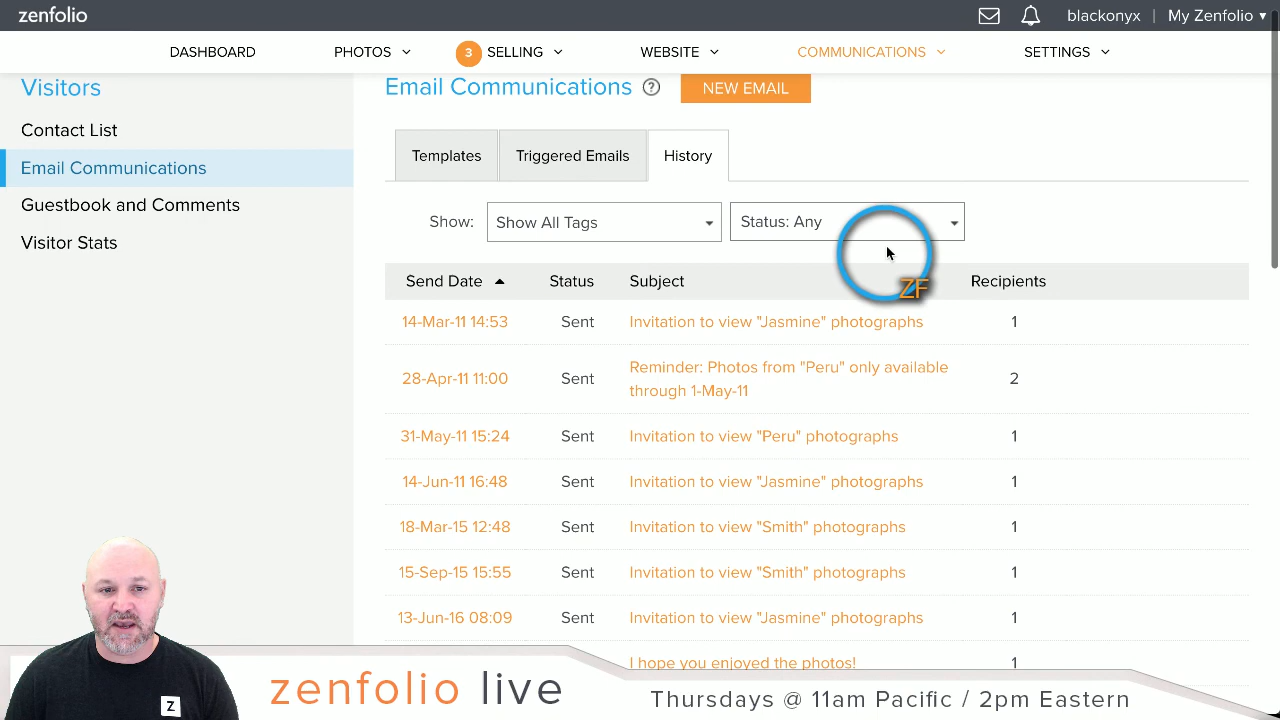 zenfolio
blackonyx | My Zenfolio
DASHBOARD PHOTOS 3 SELLING WEBSITE COMMUNICATIONS SETTINGS
Visitors
Contact List
Email Communications
Guestbook and Comments
Visitor Stats
Email Communications ? NEW EMAIL
Templates Triggered Emails History
Show: Show All Tags Status: Any
ZF
Send Date Status Subject Recipients
14-Mar-11 14:53 Sent Invitation to view "Jasmine" photographs 1
28-Apr-11 11:00 Sent Reminder: Photos from "Peru" only available 2
through 1-May-11
31-May-11 15:24 Sent Invitation to view "Peru" photographs 1
14-Jun-11 16:48 Sent Invitation to view "Jasmine" photographs 1
18-Mar-15 12:48 Sent Invitation to view "Smith" photographs 1
15-Sep-15 15:55 Sent Invitation to view "Smith" photographs 1
13-Jun-16 08:09 Sent Invitation to view "Jasmine" photographs 1
I hope you enjoyed the photos! 1
Z
zenfolio live
Thursdays @ 11am Pacific / 2pm Eastern